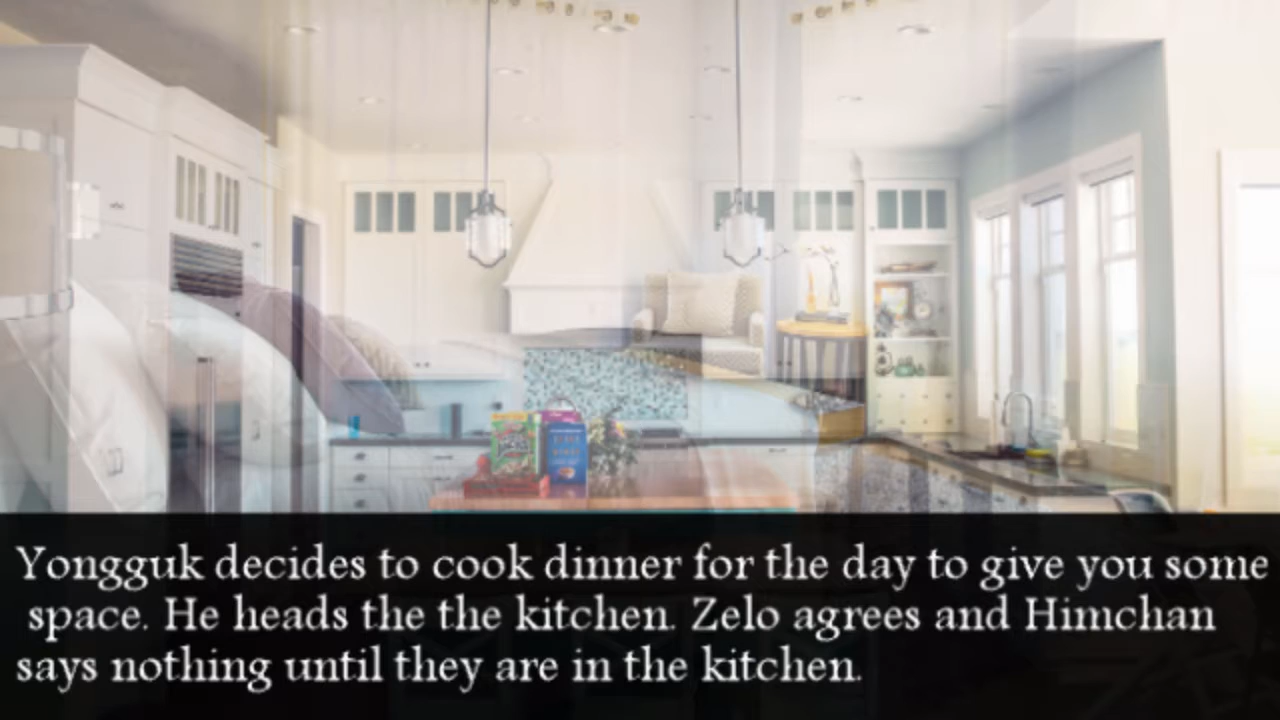 Yongguk decides to cook dinner for the day to give you some
space. He heads the the kitchen. Zelo agrees and Himchan
says nothing until they are in the kitchen.